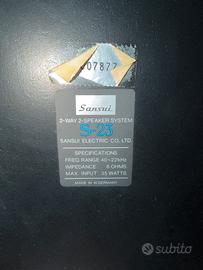 07877
Sansui
2-WAY 2-SPEAKER SYSTEM
S-23
SANSUI ELECTRIC CO., LTD.
SPECIFICATIONS
FREQ RANGE 40~22kHz
IMPEDANCE 8 OHMS
MAX. INPUT 35 WATTS
MADE IN W.GERMANY
subito